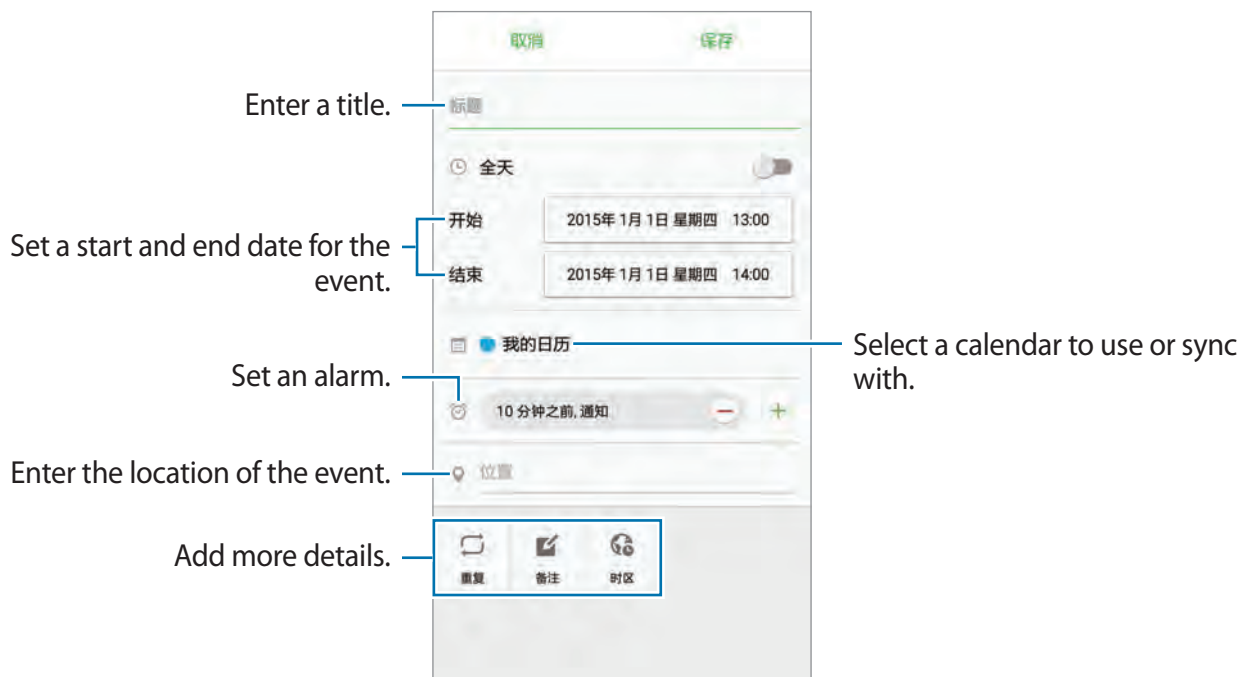 取消 保存
Enter a title.
标题
全天
开始 2015年 1月 1日 星期四 13:00
Set a start and end date for the
event.
结束 2015年 1月 1日 星期四 14:00
我的日历
Select a calendar to use or sync
with.
Set an alarm.
10 分钟之前, 通知
Enter the location of the event.
位置
Add more details.
重复 备注 时区